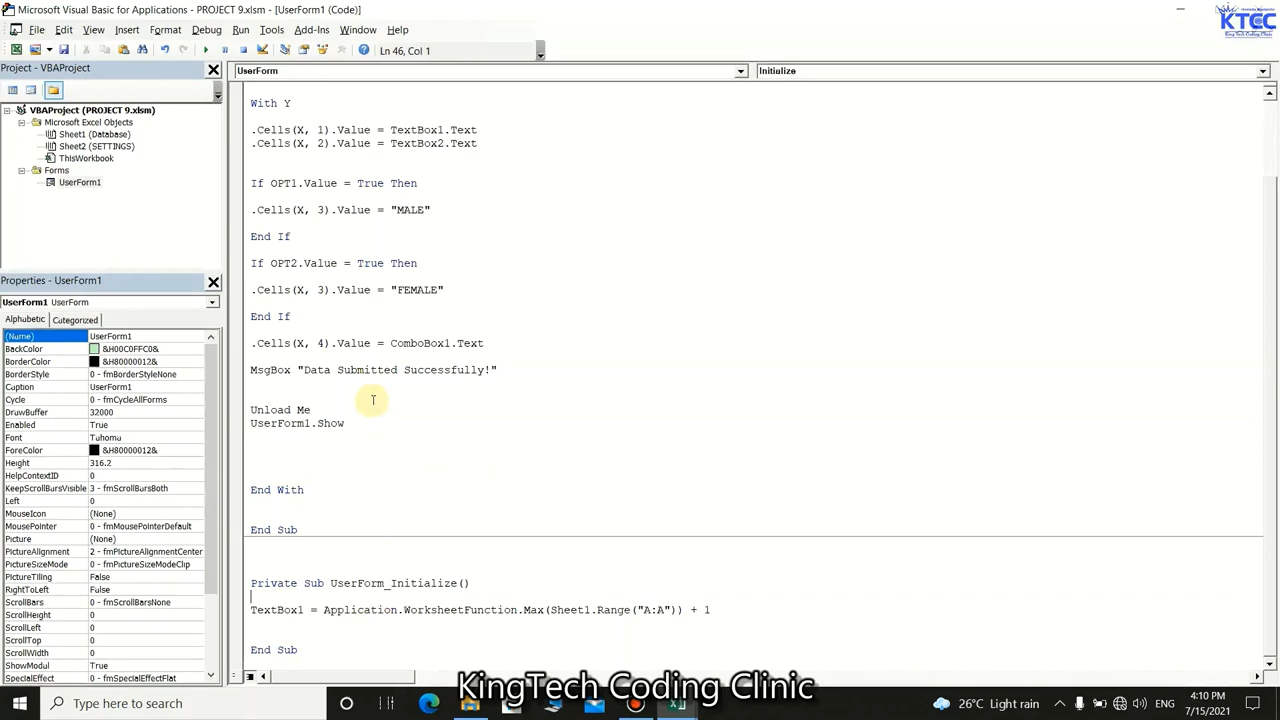 Microsoft Visual Basic for Applications - PROJECT 9.xlsm - [UserForm1 (Code)]
KTCC
King Tech Coding Clinic
File Edit View Insert Format Debug Run Tools Add-Ins Window Help
Ln 46, Col 1
Project - VBAProject
UserForm
Initialize
VBAProject (PROJECT 9.xlsm)
Microsoft Excel Objects
Sheet1 (Database)
Sheet2 (SETTINGS)
ThisWorkbook
Forms
UserForm1
With Y
.Cells(X, 1).Value = TextBox1.Text
.Cells(X, 2).Value = TextBox2.Text
If OPT1.Value = True Then
.Cells(X, 3).Value = "MALE"
End If
If OPT2.Value = True Then
.Cells(X, 3).Value = "FEMALE"
End If
.Cells(X, 4).Value = ComboBox1.Text
MsgBox "Data Submitted Successfully!"
Unload Me
UserForm1.Show
End With
End Sub
Private Sub UserForm_Initialize()
TextBox1 = Application.WorksheetFunction.Max(Sheet1.Range("A:A")) + 1
End Sub
Properties - UserForm1
UserForm1 UserForm
Alphabetic Categorized
(Name) UserForm1
BackColor &H00C0FFC0&
BorderColor &H80000012&
BorderStyle 0 - fmBorderStyleNone
Caption UserForm1
Cycle 0 - fmCycleAllForms
DrawBuffer 32000
Enabled True
Font Tahoma
ForeColor &H80000012&
Height 316.2
HelpContextID 0
KeepScrollBarsVisible 3 - fmScrollBarsBoth
Left 0
MouseIcon (None)
MousePointer 0 - fmMousePointerDefault
Picture (None)
PictureAlignment 2 - fmPictureAlignmentCenter
PictureSizeMode 0 - fmPictureSizeModeClip
PictureTiling False
RightToLeft False
ScrollBars 0 - fmScrollBarsNone
ScrollHeight 0
ScrollLeft 0
ScrollTop 0
ScrollWidth 0
ShowModal True
SpecialEffect 0 - fmSpecialEffectFlat
KingTech Coding Clinic
Type here to search
26°C Light rain
ENG
4:10 PM
7/15/2021